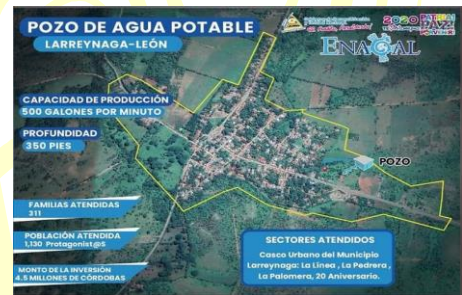 POZO DE AGUA POTABLE
LARREYNAGA-LEÓN
2020
ENACAL
CAPACIDAD DE PRODUCCIÓN
500 GALONES POR MINUTO
PROFUNDIDAD
350 PIES
POZO
FAMILIAS ATENDIDAS
311
POBLACIÓN ATENDIDA
1,130 Protagonist@S
MONTO DE LA INVERSIÓN
4.5 MILLONES DE CÓRDOBAS
SECTORES ATENDIDOS
Casco Urbano del Municipio
Larreynaga: La Línea , La Pedrera ,
La Palomera, 20 Aniversario.